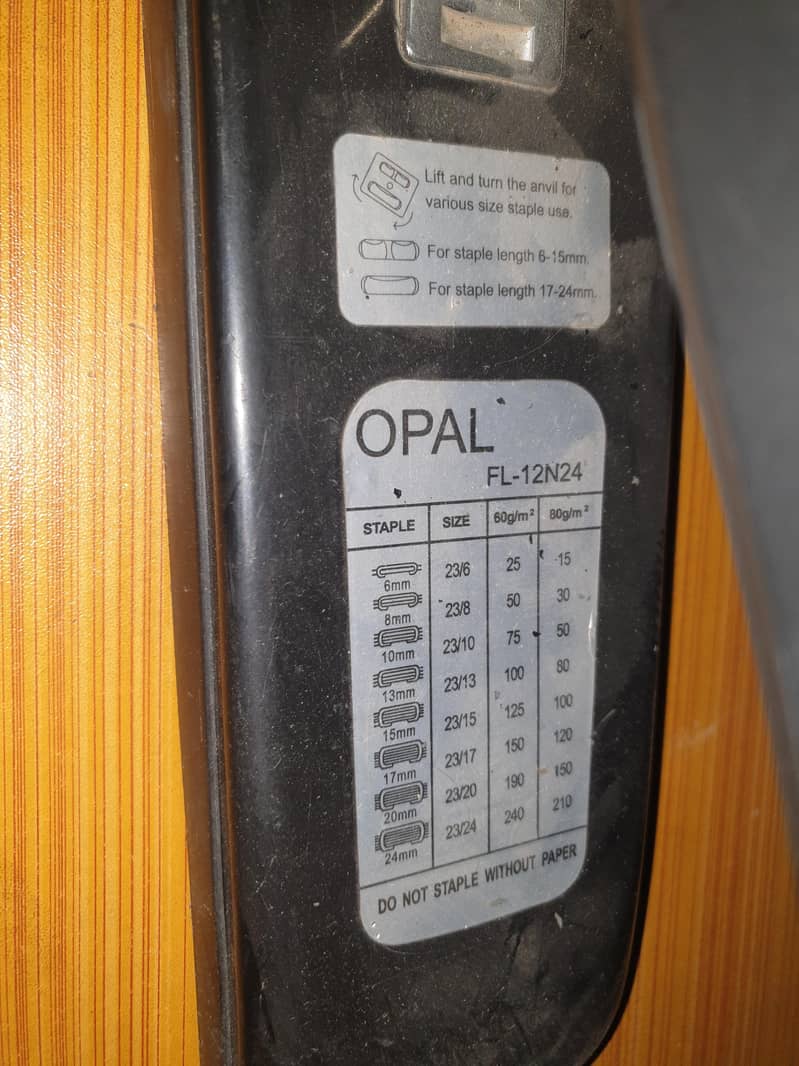 Lift and turn the anvil for
various size staple use.
For staple length 6-15mm.
For staple length 17-24mm.
OPAL
FL-12N24
STAPLE SIZE 60g/m² 80g/m²
6mm 23/6 25 15
8mm 23/8 50 30
10mm 23/10 75 50
13mm 23/13 100 80
15mm 23/15 125 100
17mm 23/17 150 120
20mm 23/20 190 150
24mm 23/24 240 210
DO NOT STAPLE WITHOUT PAPER